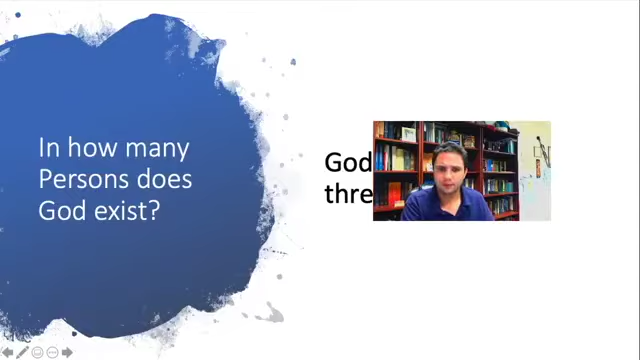 In how many
Persons does
God exist?
God
thre